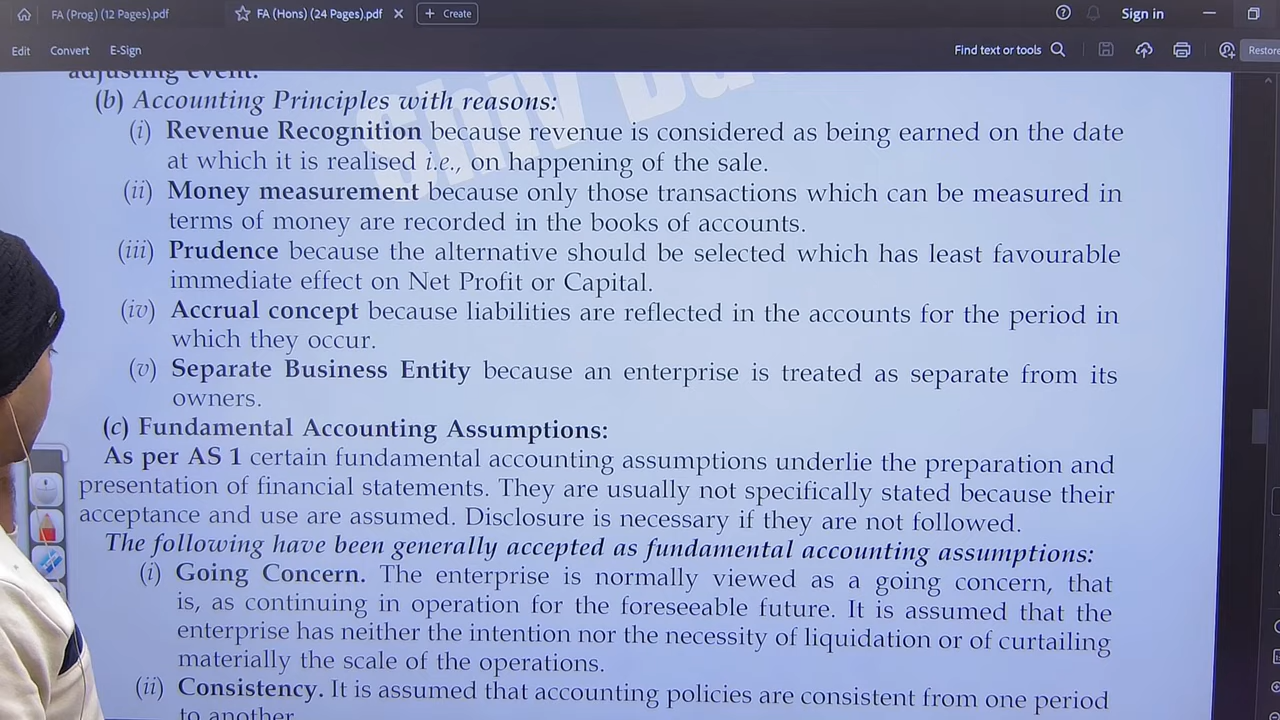 FA (Prog) (12 Pages).pdf
FA (Hons) (24 Pages).pdf
Create
Sign in
Edit
Convert
E-Sign
Find text or tools
Restore
adjusting event.
(b) Accounting Principles with reasons:
(i) Revenue Recognition because revenue is considered as being earned on the date
at which it is realised i.e., on happening of the sale.
(ii) Money measurement because only those transactions which can be measured in
terms of money are recorded in the books of accounts.
(iii) Prudence because the alternative should be selected which has least favourable
immediate effect on Net Profit or Capital.
(iv) Accrual concept because liabilities are reflected in the accounts for the period in
which they occur.
(v) Separate Business Entity because an enterprise is treated as separate from its
owners.
(c) Fundamental Accounting Assumptions:
As per AS 1 certain fundamental accounting assumptions underlie the preparation and
presentation of financial statements. They are usually not specifically stated because their
acceptance and use are assumed. Disclosure is necessary if they are not followed.
The following have been generally accepted as fundamental accounting assumptions:
(i) Going Concern. The enterprise is normally viewed as a going concern, that
is, as continuing in operation for the foreseeable future. It is assumed that the
enterprise has neither the intention nor the necessity of liquidation or of curtailing
materially the scale of the operations.
(ii) Consistency. It is assumed that accounting policies are consistent from one period
to another